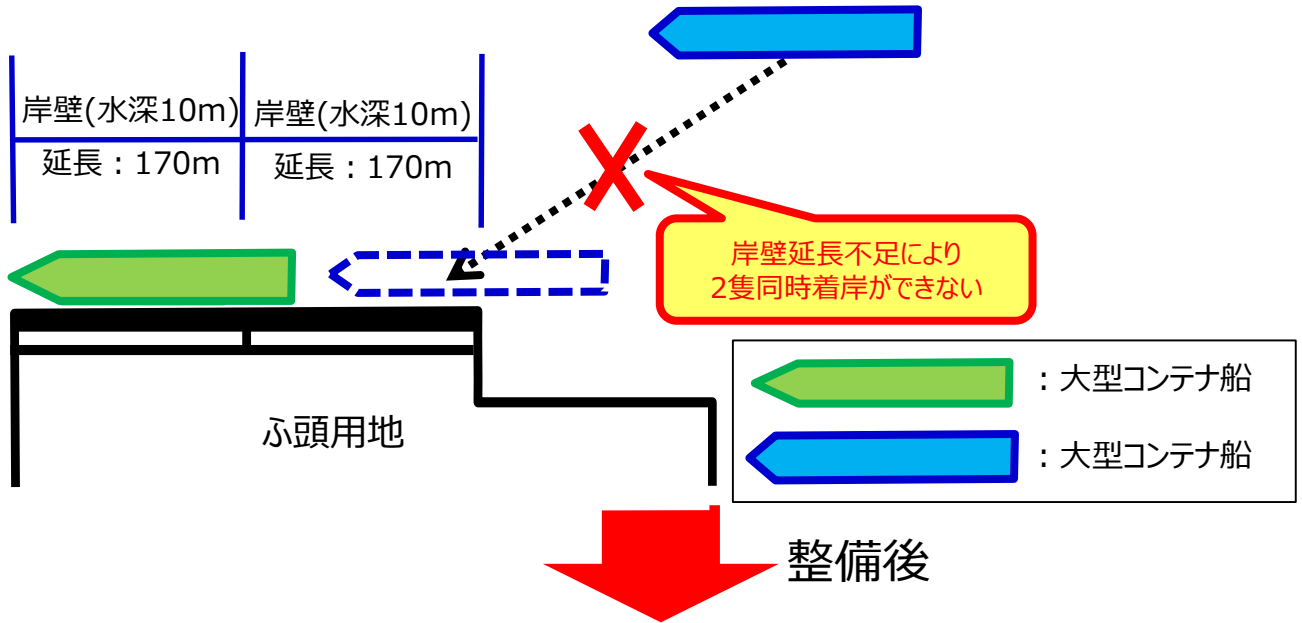 岸壁(水深10m)
延長：170m
岸壁(水深10m)
延長：170m
岸壁延長不足により
2隻同時着岸ができない
ふ頭用地
：大型コンテナ船
：大型コンテナ船
整備後